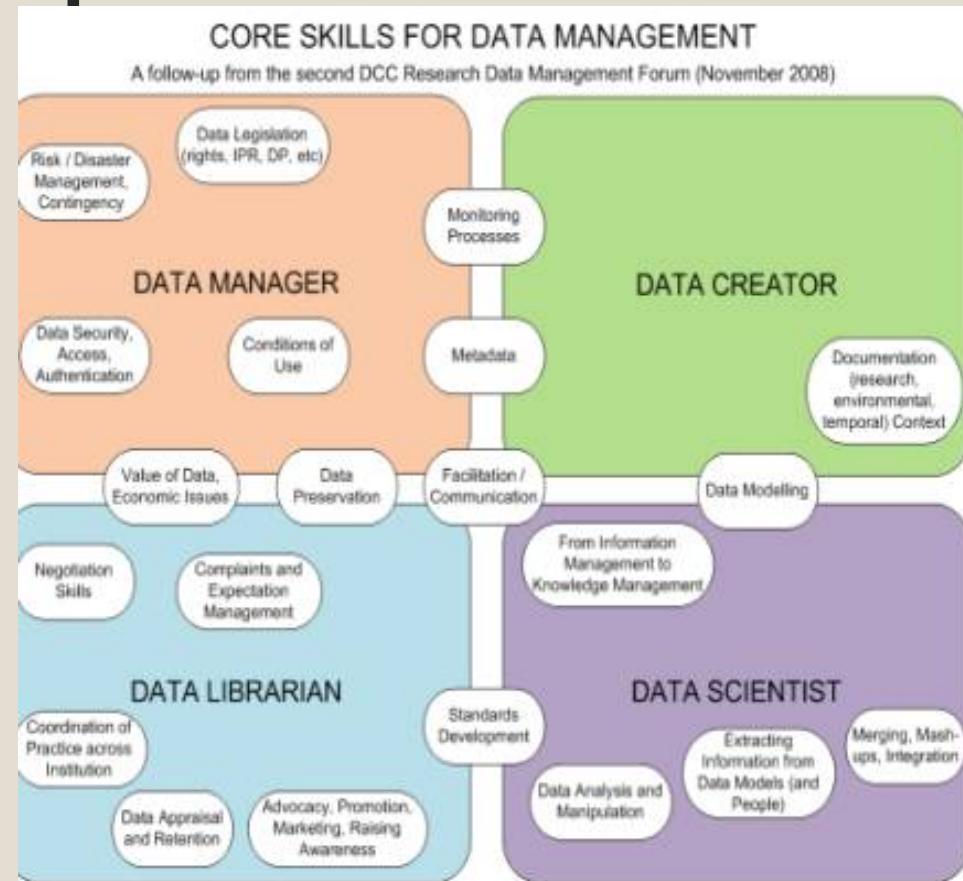 CORE SKILLS FOR DATA MANAGEMENT
A follow-up from the second DCC Research Data Management Forum (November 2008)
Data Legislation
(rights, IPR, DP, etc)
Risk / Disaster
Management,
Contingency
Monitoring
Processes
DATA MANAGER
DATA CREATOR
Data Security,
Access,
Authentication
Conditions of
Use
Metadata
Documentation
(research,
environmental,
temporal) Context
Value of Data,
Economic Issues
Data
Preservation
Facilitation /
Communication
Data Modelling
From Information
Management to
Knowledge Management
Negotiation
Skills
Complaints and
Expectation
Management
DATA LIBRARIAN
DATA SCIENTIST
Coordination of
Practice across
Institution
Standards
Development
Extracting
Information from
Data Models (and
People)
Merging, Mash-
ups, Integration
Data Analysis and
Manipulation
Data Appraisal
and Retention
Advocacy, Promotion,
Marketing, Raising
Awareness